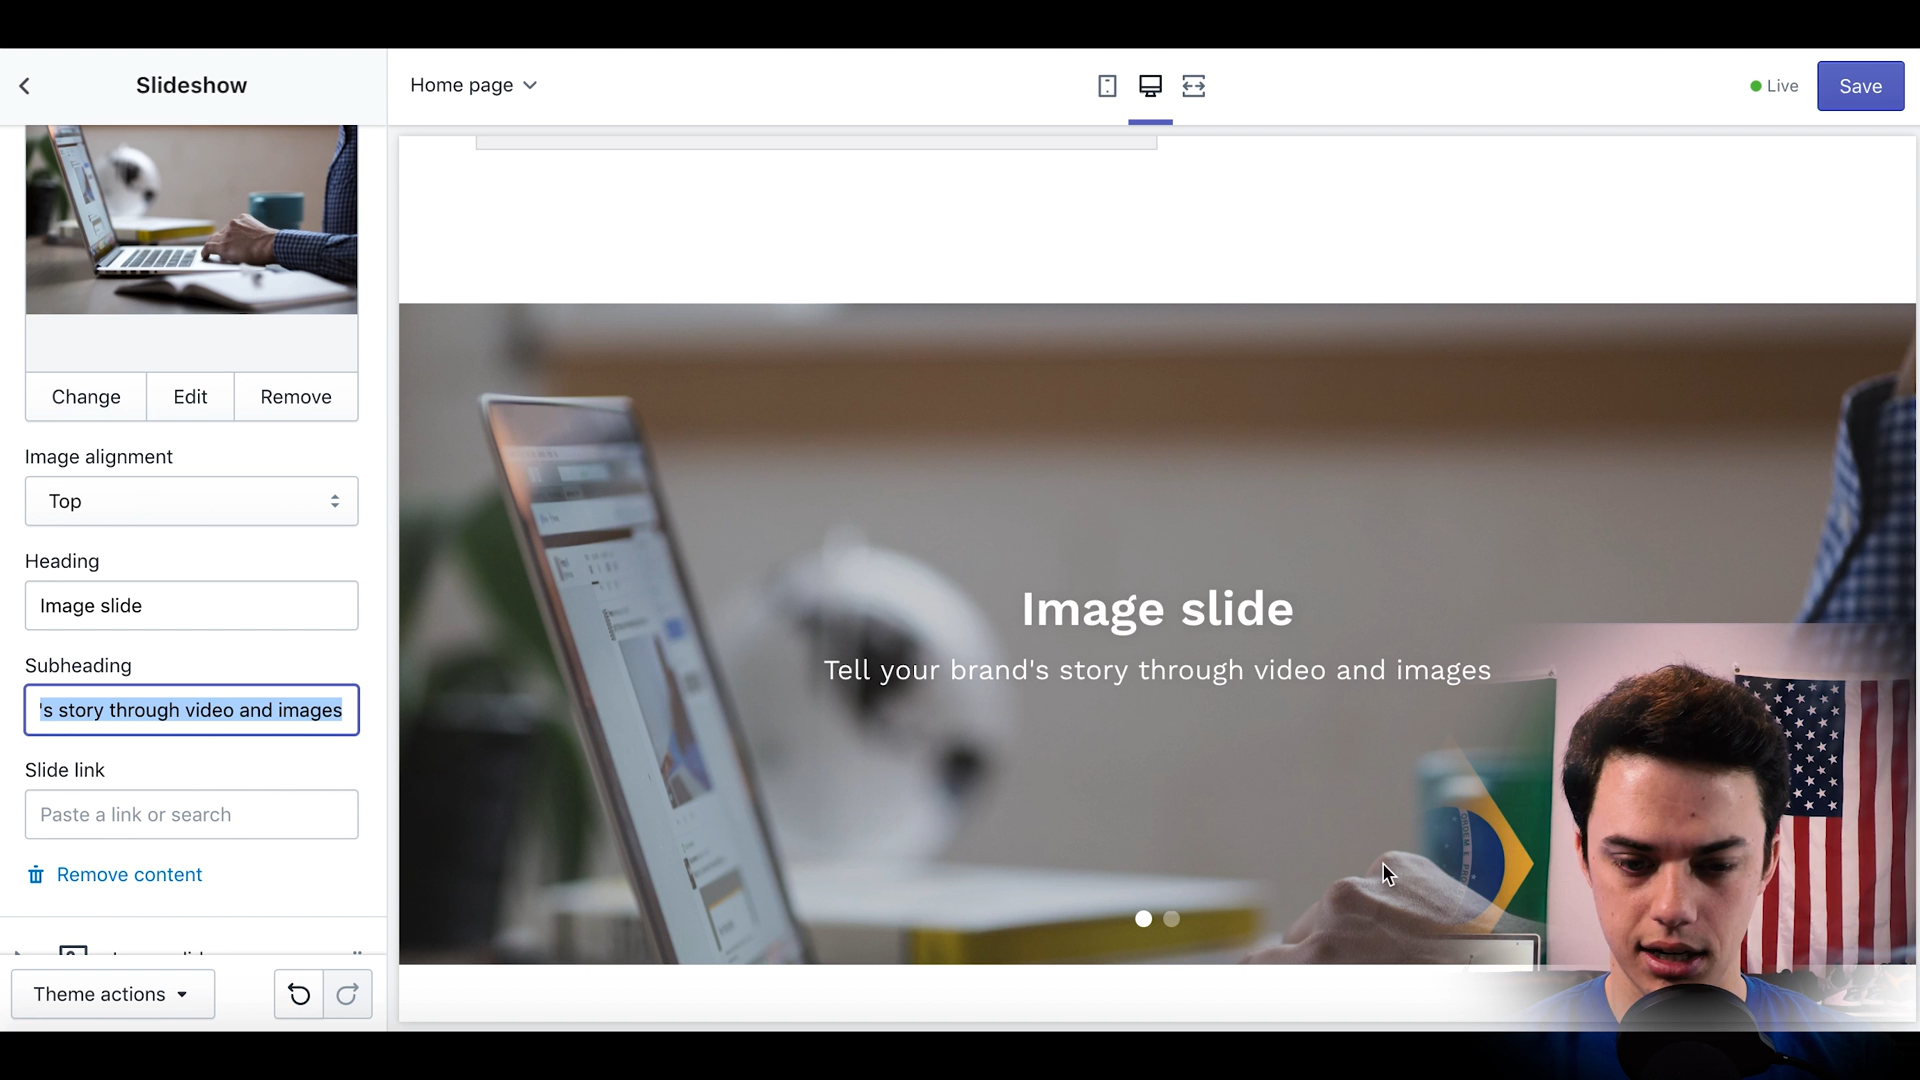 Slideshow
Home page
Live
Save
Change
Edit
Remove
Image alignment
Top
Heading
Image slide
Subheading
's story through video and images
Slide link
Paste a link or search
Remove content
Theme actions
Image slide
Tell your brand's story through video and images